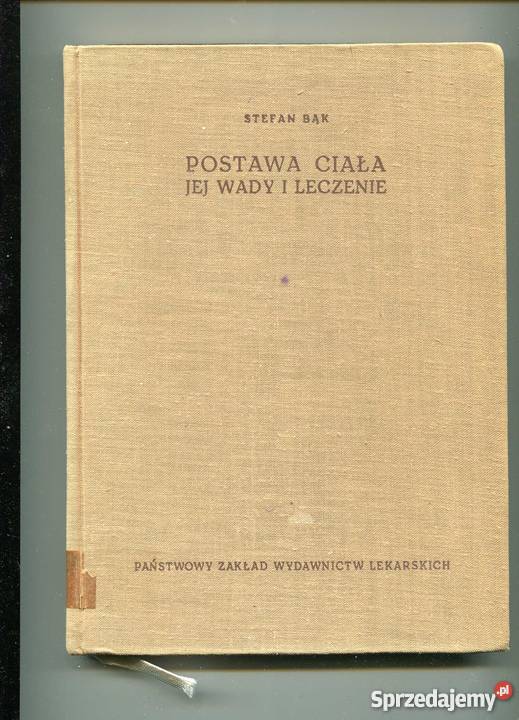 STEFAN BĄK
POSTAWA CIAŁA
JEJ WADY I LECZENIE
PAŃSTWOWY ZAKŁAD WYDAWNICTW LEKARSKICH
Sprzedajemy.pl